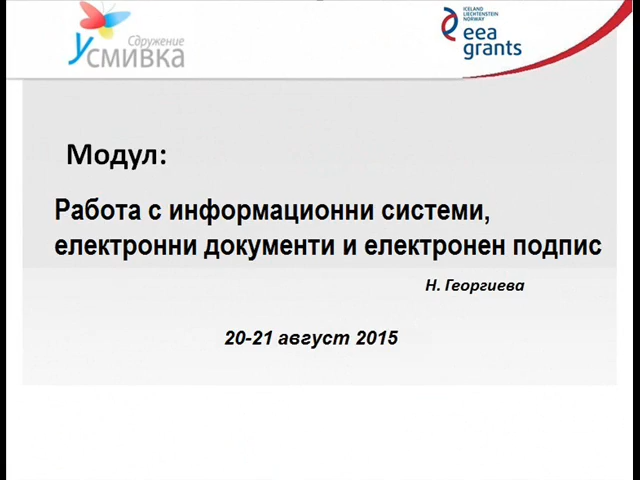 Сдружение
Усмивка
ICELAND
LIECHTENSTEIN
NORWAY
eea
grants
Модул:
Работа с информационни системи,
електронни документи и електронен подпис
Н. Георгиева
20-21 август 2015